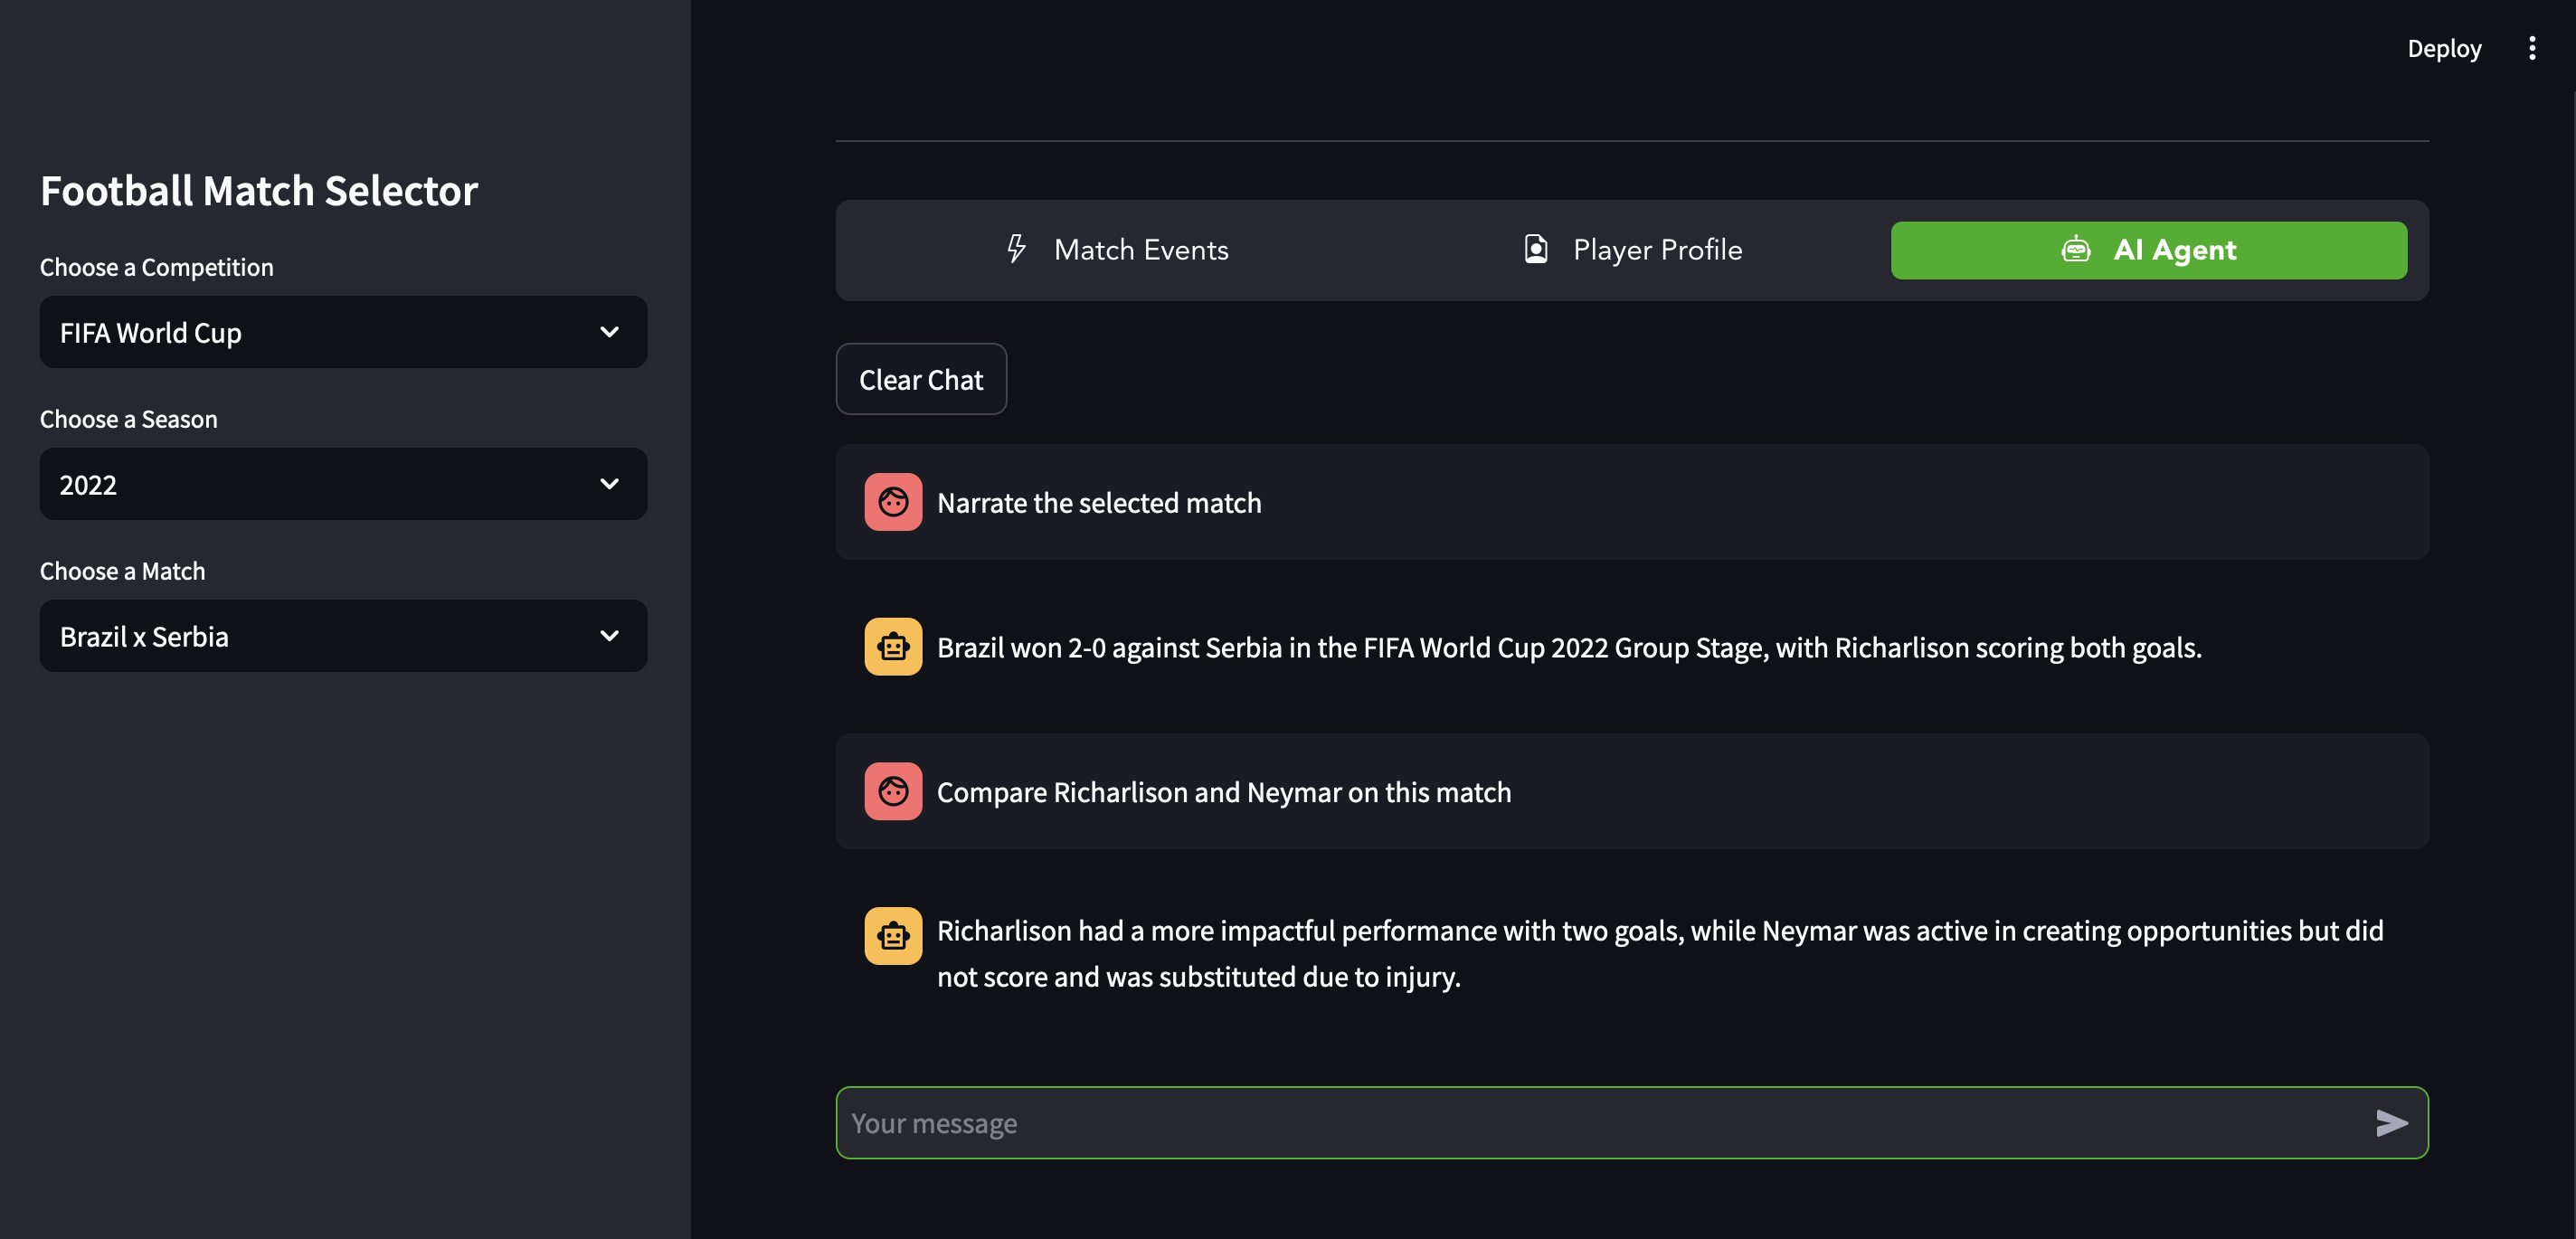 Deploy
Football Match Selector
Choose a Competition
FIFA World Cup
Choose a Season
2022
Choose a Match
Brazil x Serbia
Match Events
Player Profile
AI Agent
Clear Chat
Narrate the selected match
Brazil won 2-0 against Serbia in the FIFA World Cup 2022 Group Stage, with Richarlison scoring both goals.
Compare Richarlison and Neymar on this match
Richarlison had a more impactful performance with two goals, while Neymar was active in creating opportunities but did
not score and was substituted due to injury.
Your message